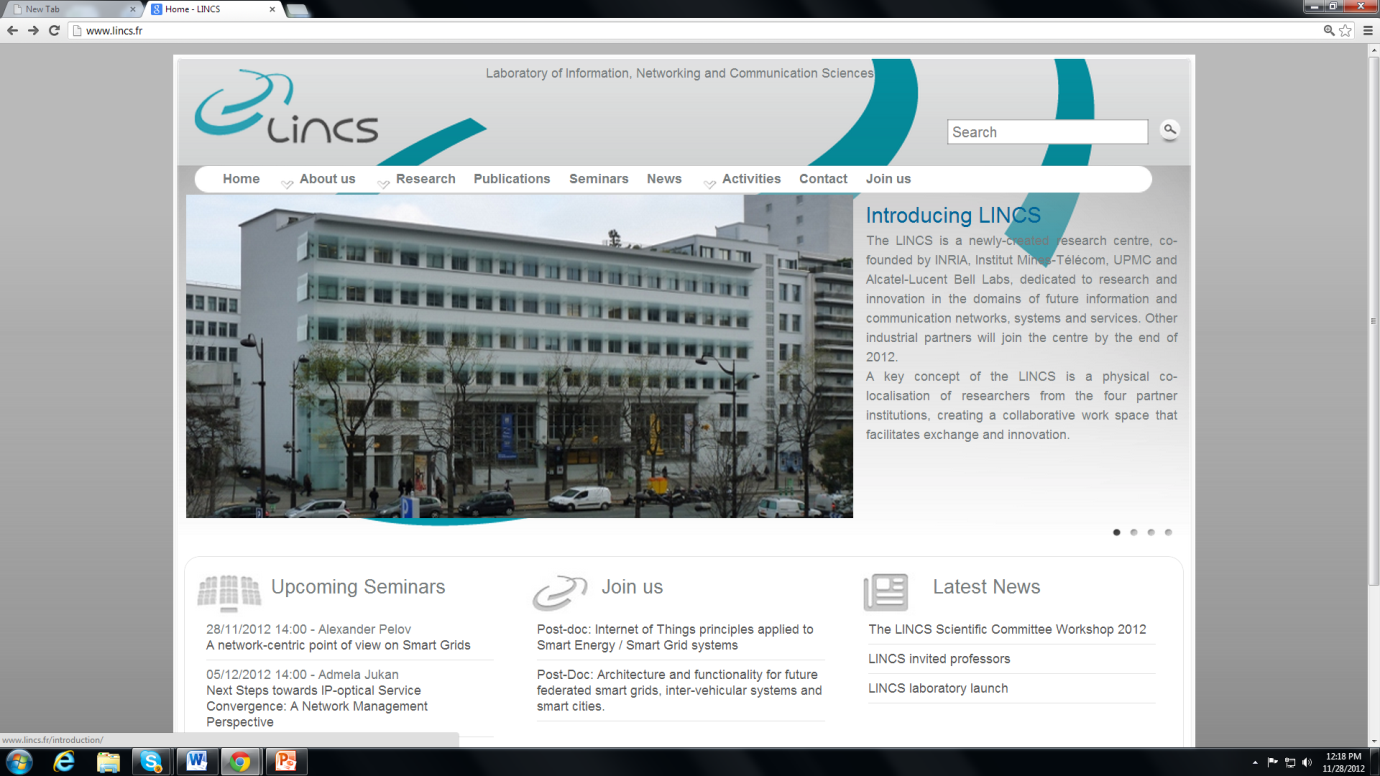 New Tab
Home - LINCS
www.lincs.fr
Laboratory of Information, Networking and Communication Sciences
Lincs
Search
Home About us Research Publications Seminars News Activities Contact Join us
Introducing LINCS
The LINCS is a newly-created research centre, co-
founded by INRIA, Institut Mines-Télécom, UPMC and
Alcatel-Lucent Bell Labs, dedicated to research and
innovation in the domains of future information and
communication networks, systems and services. Other
industrial partners will join the centre by the end of
2012.
A key concept of the LINCS is a physical co-
localisation of researchers from the four partner
institutions, creating a collaborative work space that
facilitates exchange and innovation.
P
Upcoming Seminars
28/11/2012 14:00 - Alexander Pelov
A network-centric point of view on Smart Grids
05/12/2012 14:00 - Admela Jukan
Next Steps towards IP-optical Service
Convergence: A Network Management
Perspective
Join us
Post-doc: Internet of Things principles applied to
Smart Energy / Smart Grid systems
Post-Doc: Architecture and functionality for future
federated smart grids, inter-vehicular systems and
smart cities.
Latest News
The LINCS Scientific Committee Workshop 2012
LINCS invited professors
LINCS laboratory launch
www.lincs.fr/introduction/
12:18 PM
11/28/2012